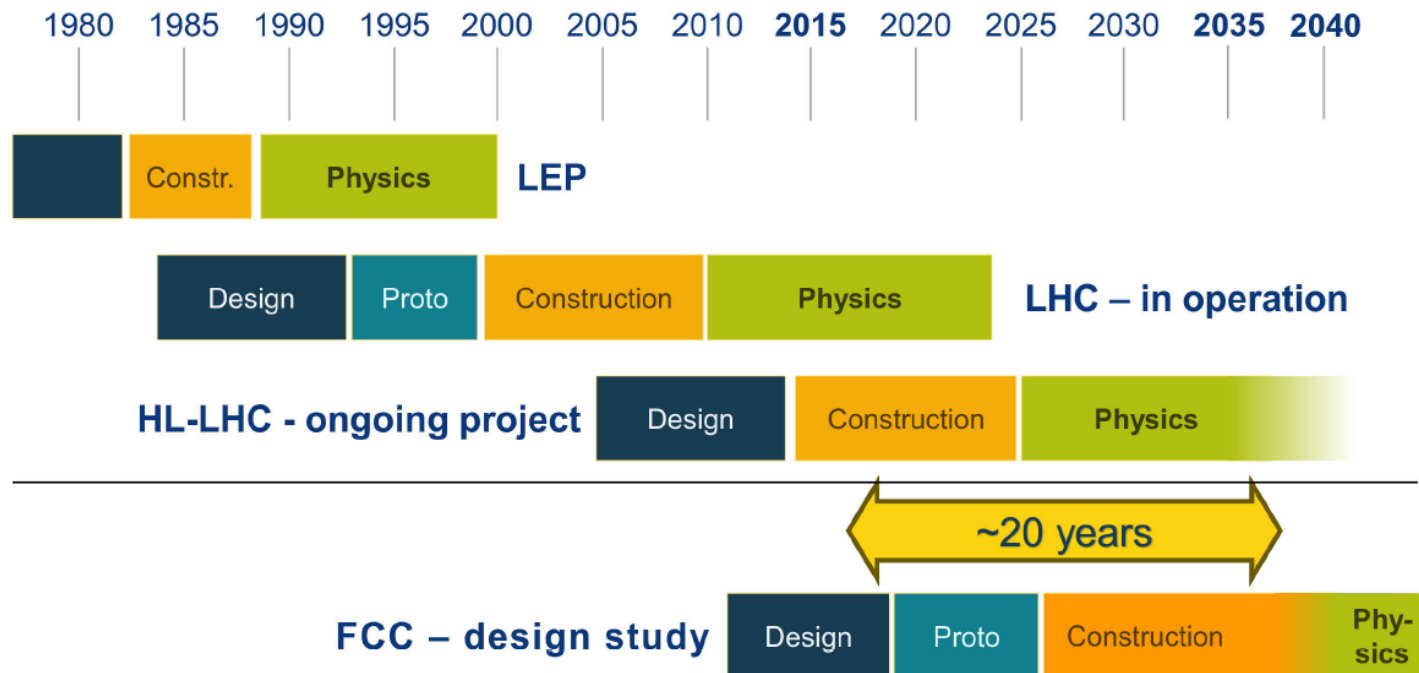 1980 1985 1990 1995 2000 2005 2010 2015 2020 2025 2030 2035 2040
Constr. Physics LEP
Design Proto Construction Physics LHC – in operation
HL-LHC - ongoing project Design Construction Physics
~20 years
FCC – design study Design Proto Construction Phy-
sics